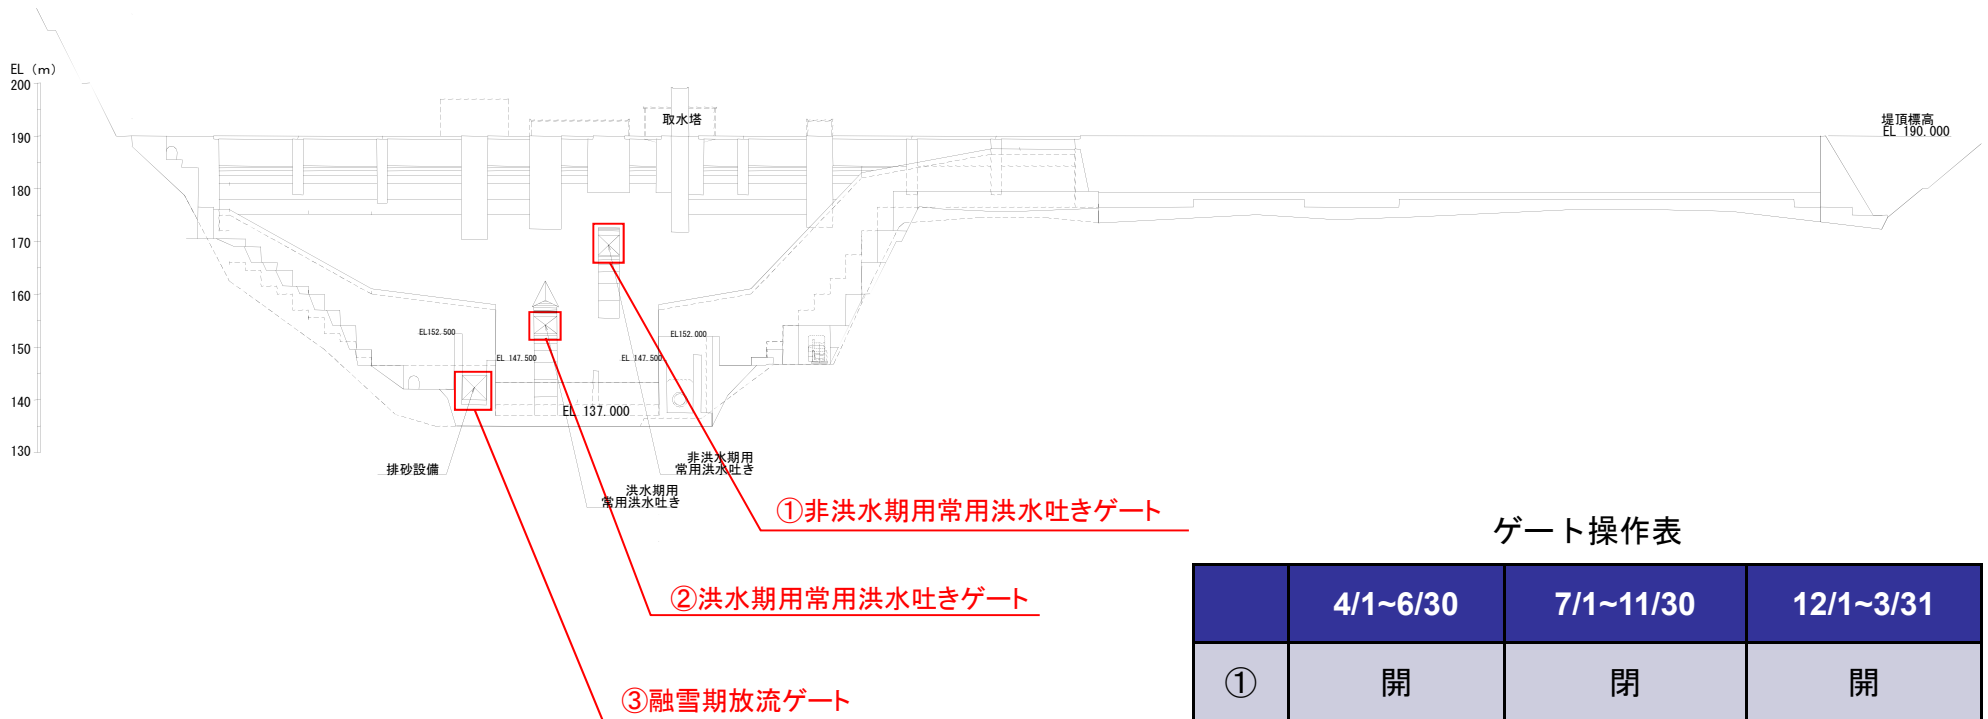 EL (m)
200
190
180
170
160
150
140
130
取水塔
堤頂標高
EL 190.000
EL152.500
EL 147.500
EL152.000
EL 147.500
EL 137.000
排砂設備
非洪水期用
常用洪水吐き
洪水期用
常用洪水吐き
①非洪水期用常用洪水吐きゲート
②洪水期用常用洪水吐きゲート
③融雪期放流ゲート
ゲート操作表
4/1~6/30 7/1~11/30 12/1~3/31
① 開 閉 開